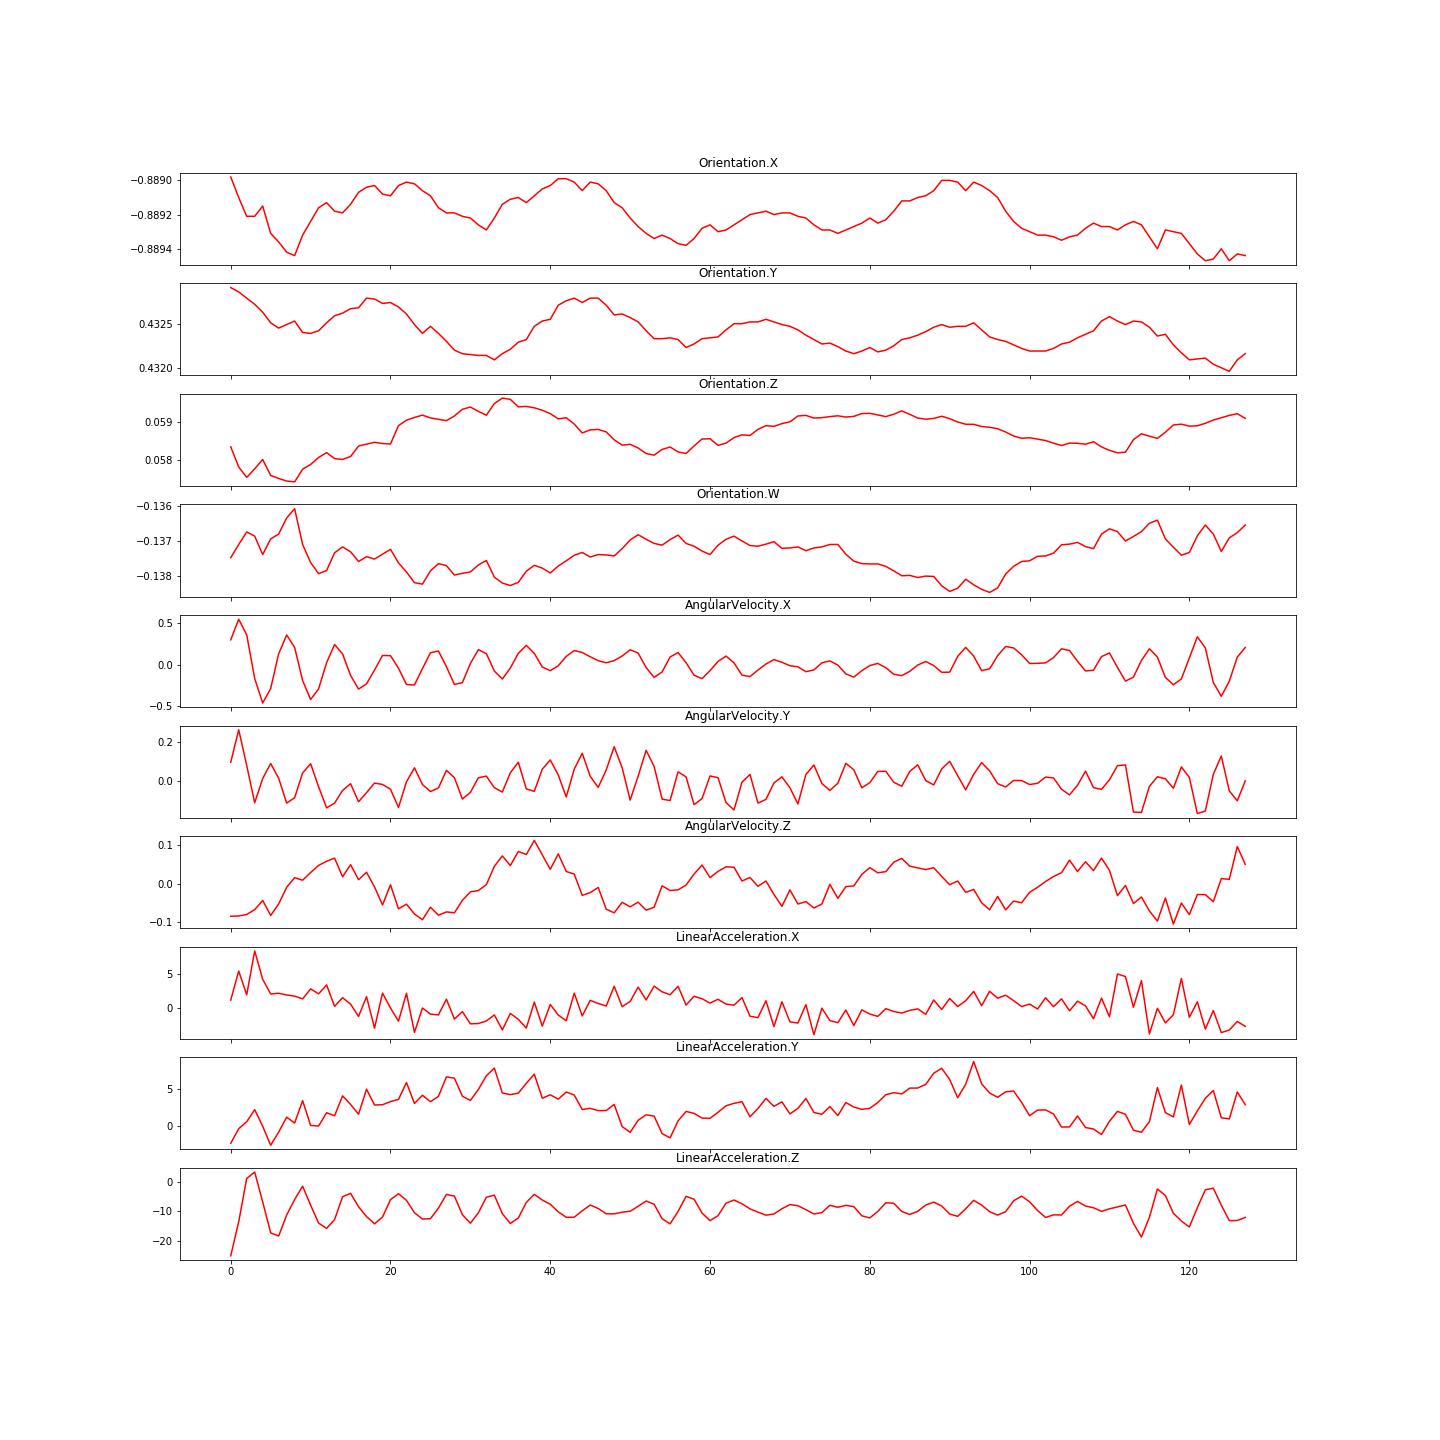 Orientation.X
−0.8890
−0.8892
−0.8894
Orientation.Y
0.4325
0.4320
Orientation.Z
0.059
0.058
Orientation.W
−0.136
−0.137
−0.138
AngularVelocity.X
0.5
0.0
−0.5
AngularVelocity.Y
0.2
0.0
AngularVelocity.Z
0.1
0.0
−0.1
LinearAcceleration.X
5
0
LinearAcceleration.Y
5
0
LinearAcceleration.Z
0
−10
−20
0 20 40 60 80 100 120